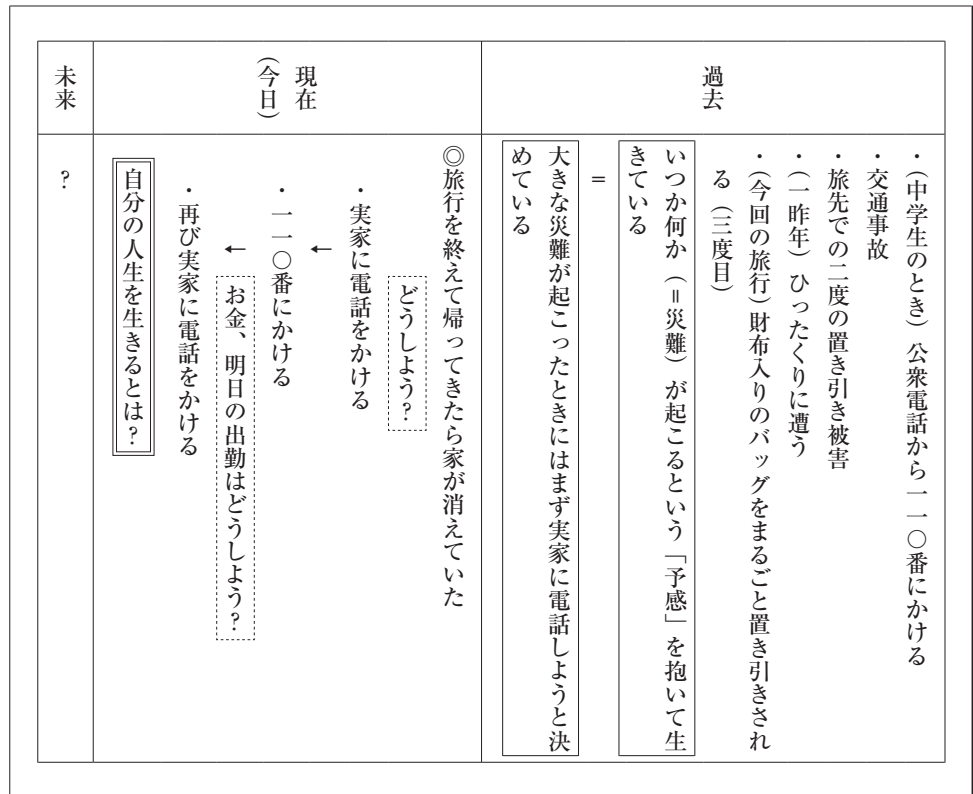 過去
・（中学生のとき）公衆電話から一一〇番にかける
・交通事故
・旅先での二度の置き引き被害
・（一昨年）ひったくりに遭う
・（今回の旅行）財布入りのバッグをまるごと置き引きされ
る（三度目）
いつか何か（＝災難）が起こるという「予感」を抱いて生
きている
＝
大きな災難が起こったときにはまず実家に電話しようと決
めている
現在
（今日）
◎旅行を終えて帰ってきたら家が消えていた
どうしよう？
・実家に電話をかける
↓
・一一〇番にかける
↓
お金、明日の出勤はどうしよう？
・再び実家に電話をかける
自分の人生を生きるとは？
未来
？